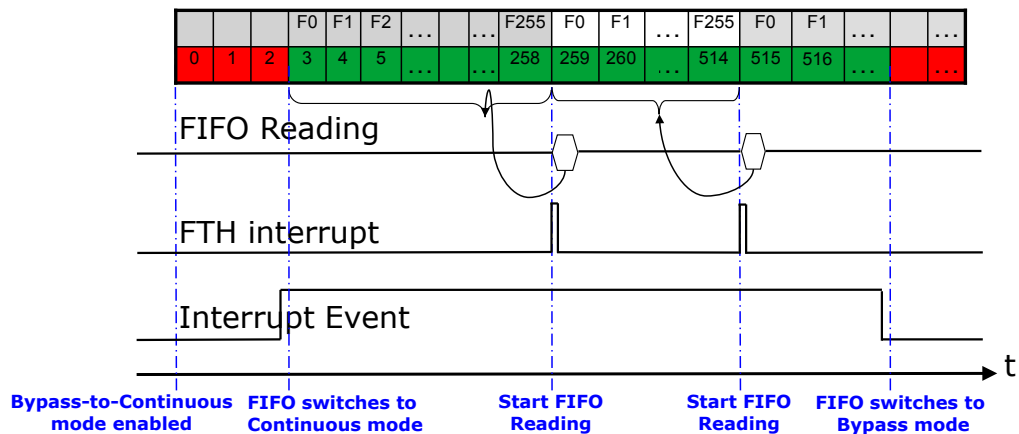 F0 F1 F2 ... ... F255 F0 F1 ... F255 F0 F1 ... ...
0 1 2 3 4 5 ... ... 258 259 260 ... 514 515 516 ... ...
FIFO Reading
FTH interrupt
Interrupt Event
t
Bypass-to-Continuous FIFO switches to Start FIFO Start FIFO FIFO switches to
mode enabled Continuous mode Reading Reading Bypass mode